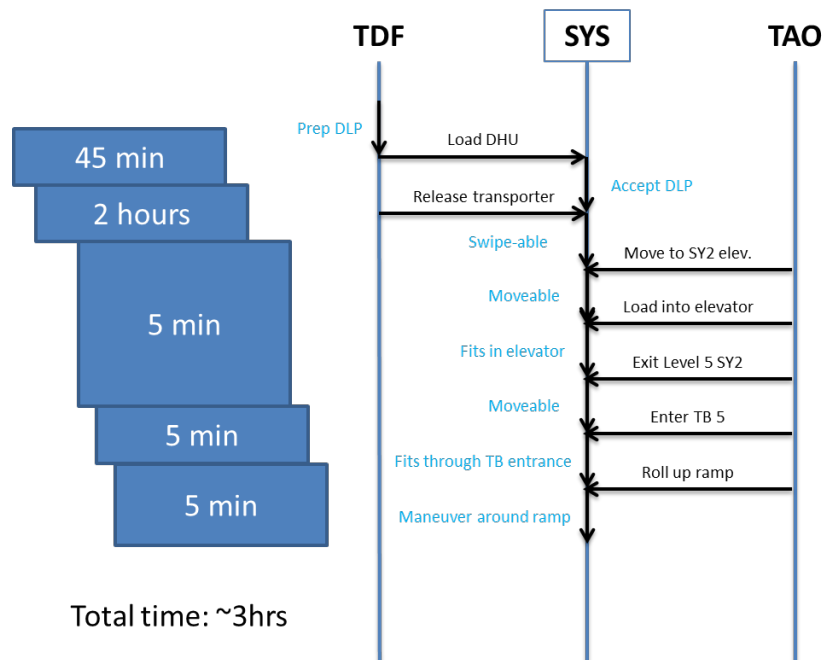 TDF
SYS
TAO
Prep DLP
Load DHU
45 min
Accept DLP
Release transporter
2 hours
Swipe-able
Move to SY2 elev.
Moveable
Load into elevator
5 min
Fits in elevator
Exit Level 5 SY2
Moveable
Enter TB 5
5 min
Fits through TB entrance
Roll up ramp
5 min
Maneuver around ramp
Total time: ~3hrs